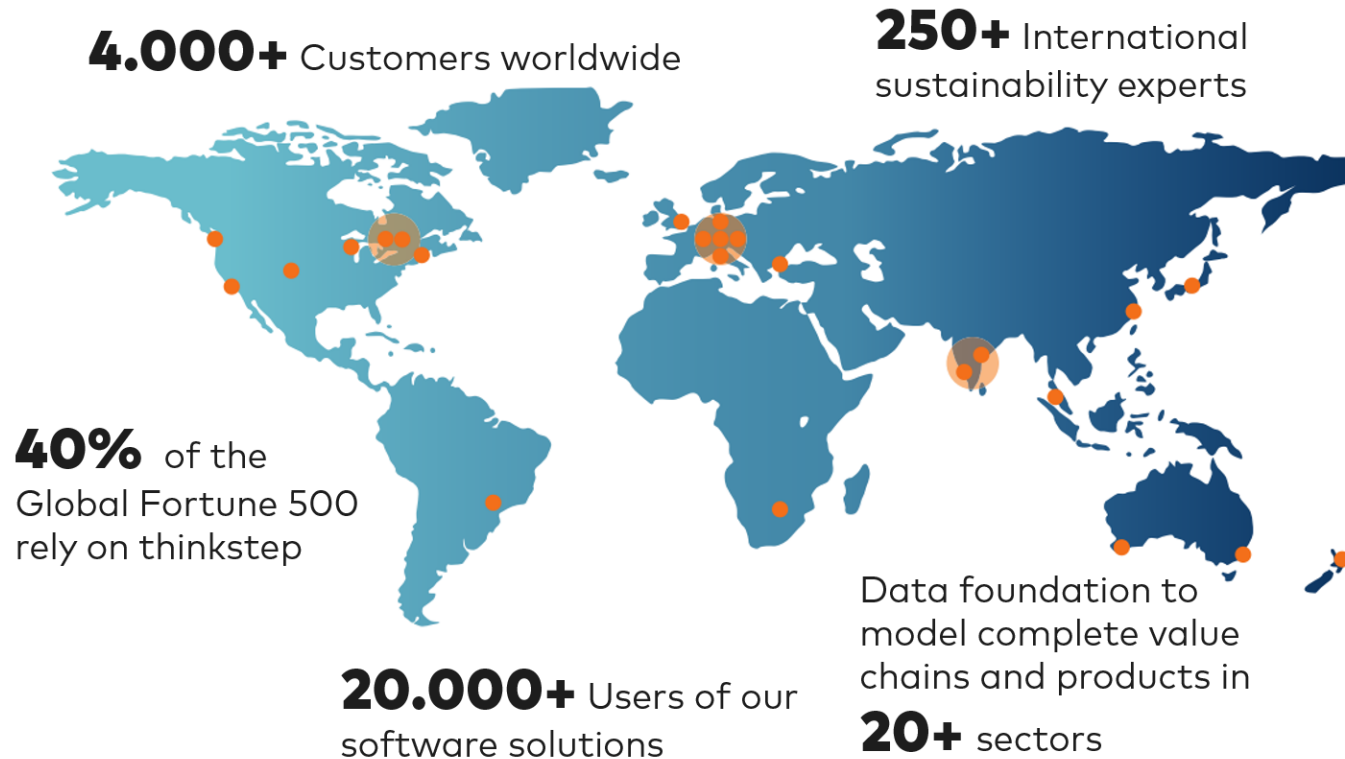 4.000+ Customers worldwide
250+ International
sustainability experts
40% of the
Global Fortune 500
rely on thinkstep
20.000+ Users of our
software solutions
Data foundation to
model complete value
chains and products in
20+ sectors